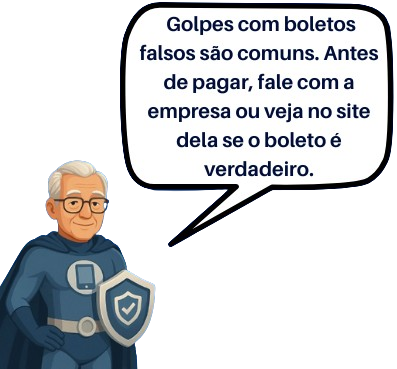 Golpes com boletos
falsos são comuns. Antes
de pagar, fale com a
empresa ou veja no site
dela se o boleto é
verdadeiro.